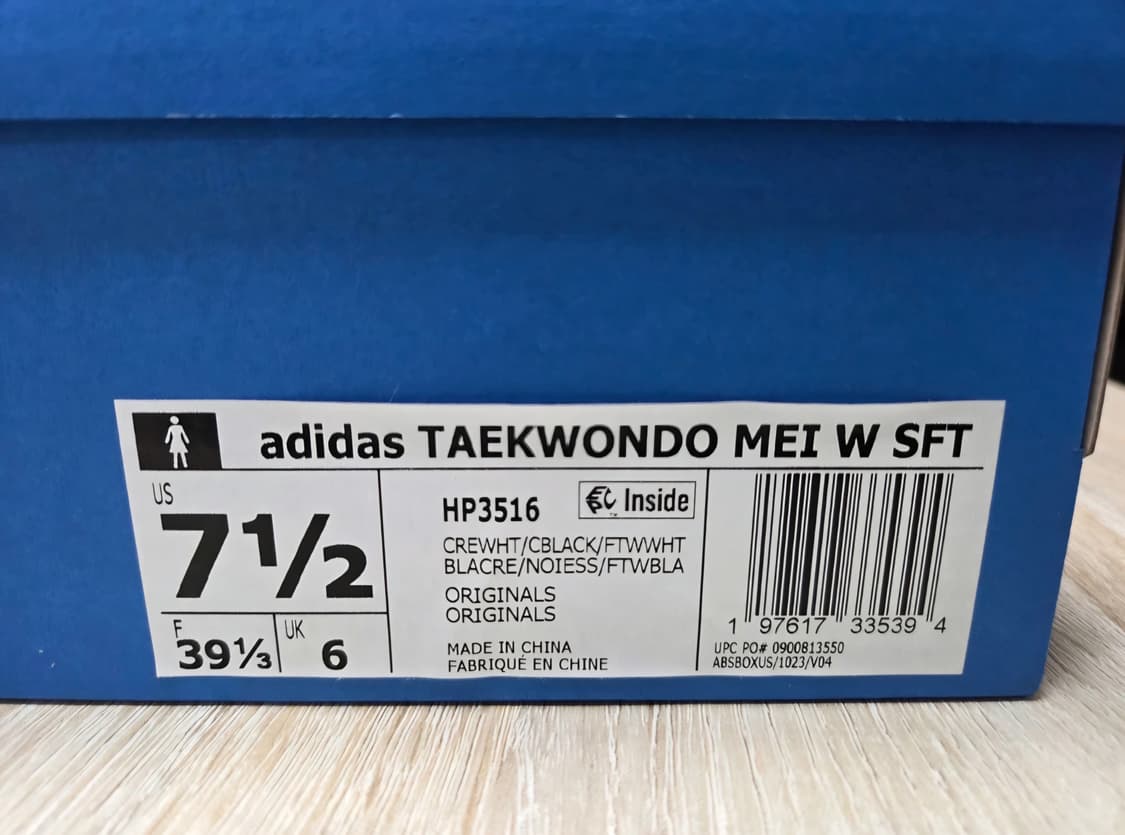 adidas TAEKWONDO MEI W SFT
US
7½
F
39⅓
UK
6
HP3516
Inside
CREWHT/CBLACK/FTWWHT
BLACRE/NOIESS/FTWBLA
ORIGINALS
ORIGINALS
MADE IN CHINA
FABRIQUÉ EN CHINE
1 97617 33539 4
UPC PO# 0900813550
ABSBOXUS/1023/V04